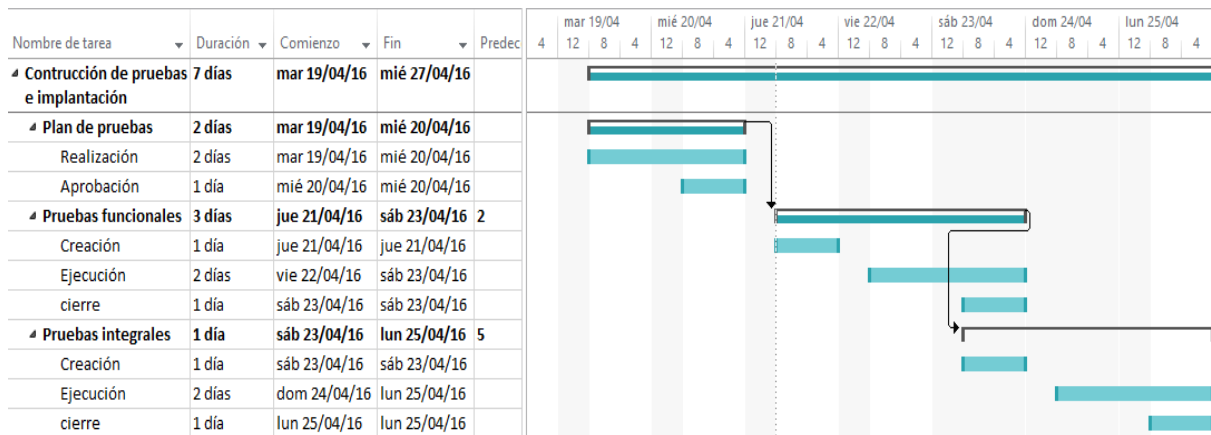 mar 19/04 mié 20/04 jue 21/04 vie 22/04 sáb 23/04 dom 24/04 lun 25/04
Nombre de tarea Duración Comienzo Fin Predec 4 12 8 4 12 8 4 12 8 4 12 8 4 12 8 4 12 8 4 12 8 4
Contrucción de pruebas 7 días mar 19/04/16 mié 27/04/16
e implantación
Plan de pruebas 2 días mar 19/04/16 mié 20/04/16
Realización 2 días mar 19/04/16 mié 20/04/16
Aprobación 1 día mié 20/04/16 mié 20/04/16
Pruebas funcionales 3 días jue 21/04/16 sáb 23/04/16 2
Creación 1 día jue 21/04/16 jue 21/04/16
Ejecución 2 días vie 22/04/16 sáb 23/04/16
cierre 1 día sáb 23/04/16 sáb 23/04/16
Pruebas integrales 1 día sáb 23/04/16 lun 25/04/16 5
Creación 1 día sáb 23/04/16 sáb 23/04/16
Ejecución 2 días dom 24/04/16 lun 25/04/16
cierre 1 día lun 25/04/16 lun 25/04/16